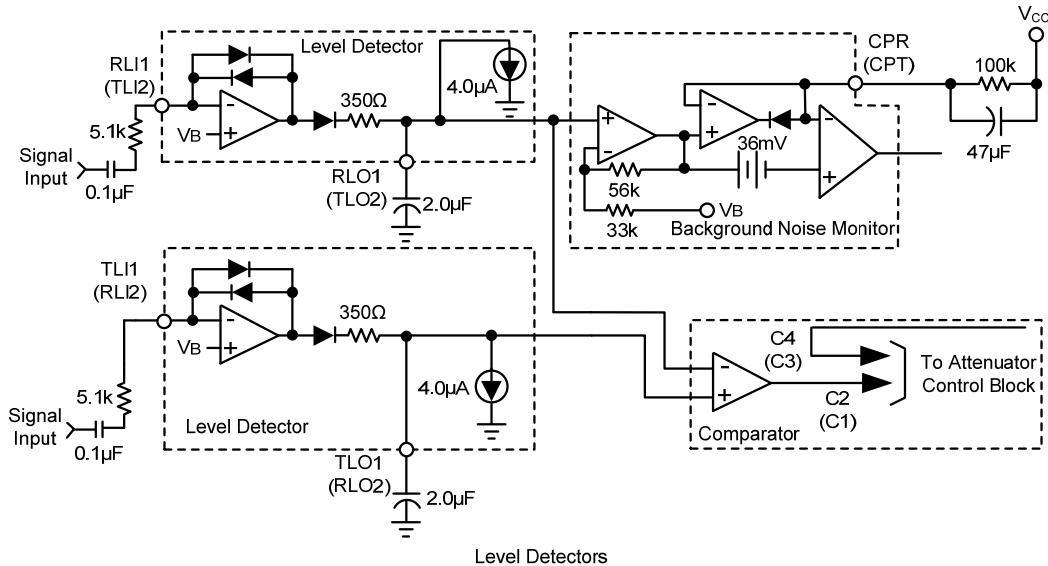 Level Detector
RLI1
(TLI2)
5.1k
Signal
Input
0.1µF
-
+
VB
350Ω
4.0µA
RLO1
(TLO2)
2.0µF
VCC
CPR
(CPT)
100k
47µF
+
-
-
+
36mV
-
+
56k
33k
VB
Background Noise Monitor
TLI1
(RLI2)
5.1k
Signal
Input
0.1µF
-
+
VB
350Ω
4.0µA
Level Detector
TLO1
(RLO2)
2.0µF
-
+
C4
(C3)
C2
(C1)
To Attenuator
Control Block
Comparator
Level Detectors